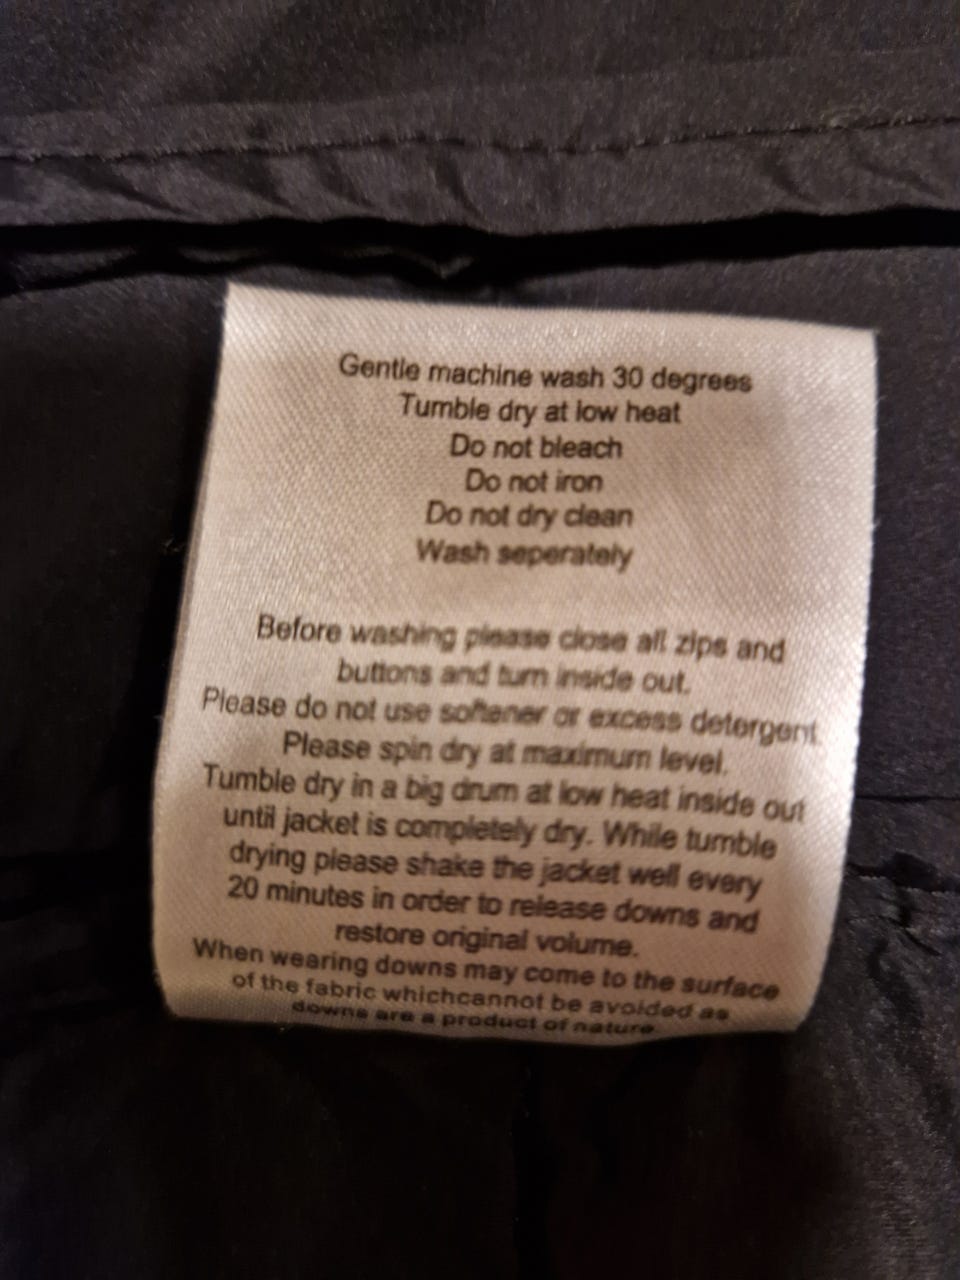 Gentle machine wash 30 degrees
Tumble dry at low heat
Do not bleach
Do not iron
Do not dry clean
Wash seperately
Before washing please close all zips and
buttons and turn inside out.
Please do not use softener or excess detergent.
Please spin dry at maximum level.
Tumble dry in a big drum at low heat inside out
until jacket is completely dry. While tumble
drying please shake the jacket well every
20 minutes in order to release downs and
restore original volume.
When wearing downs may come to the surface
of the fabric whichcannot be avoided as
downs are a product of nature.